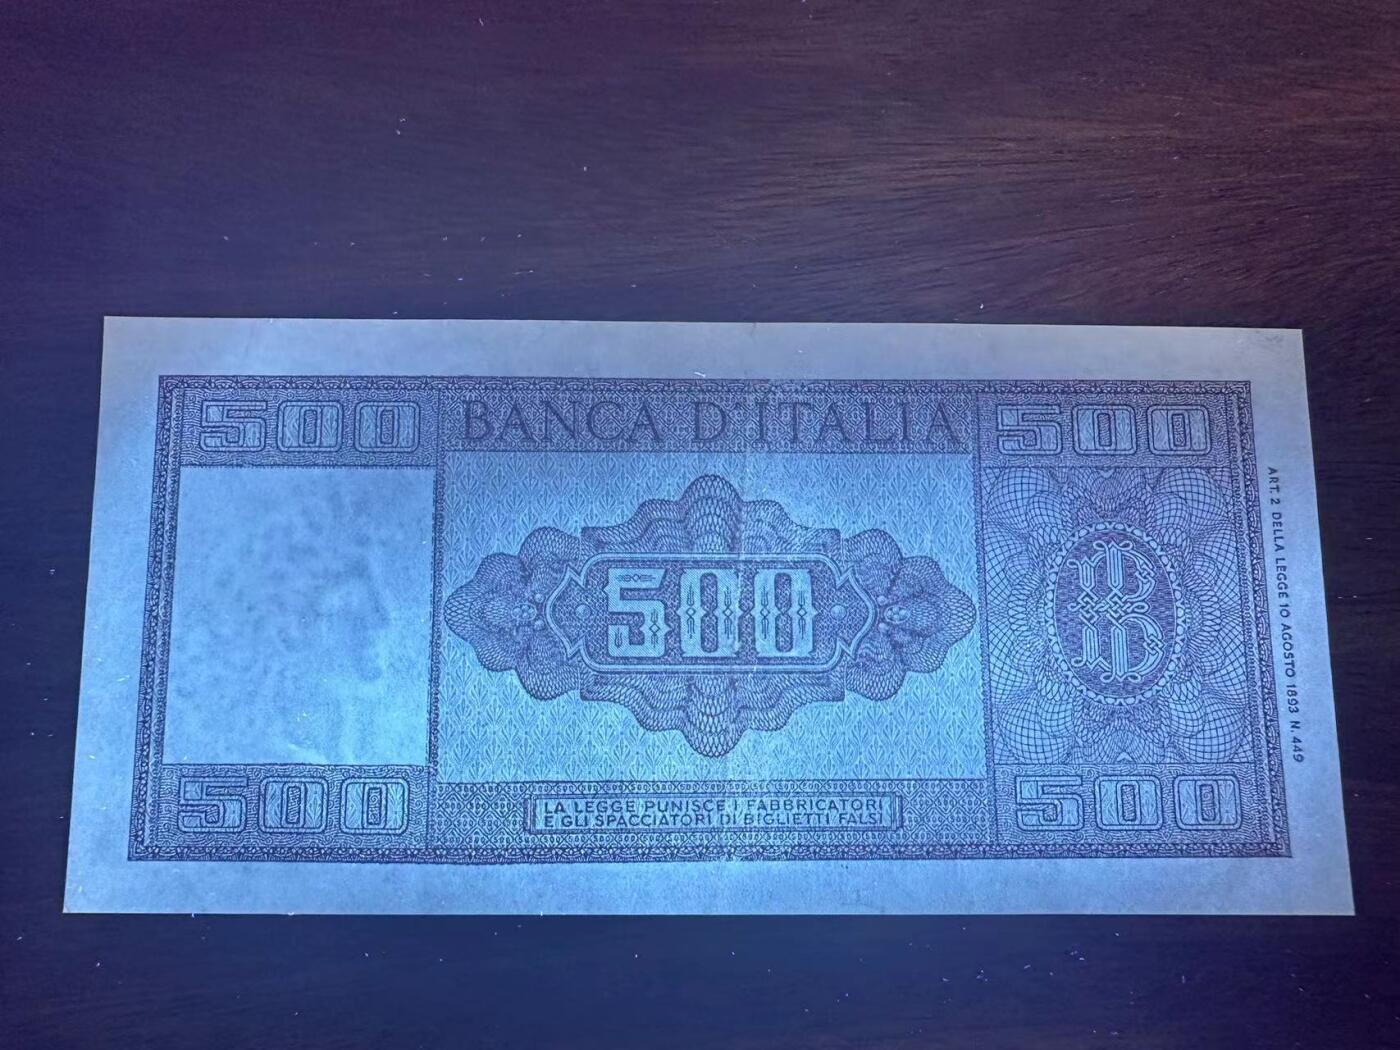 500 BANCA D'ITALIA 500
500
B
500 500
LA LEGGE PUNISCE I FABBRICATORI
E GLI SPACCIATORI DI BIGLIETTI FALSI
ART. 2 DELLA LEGGE 10 AGOSTO 1893 N. 449